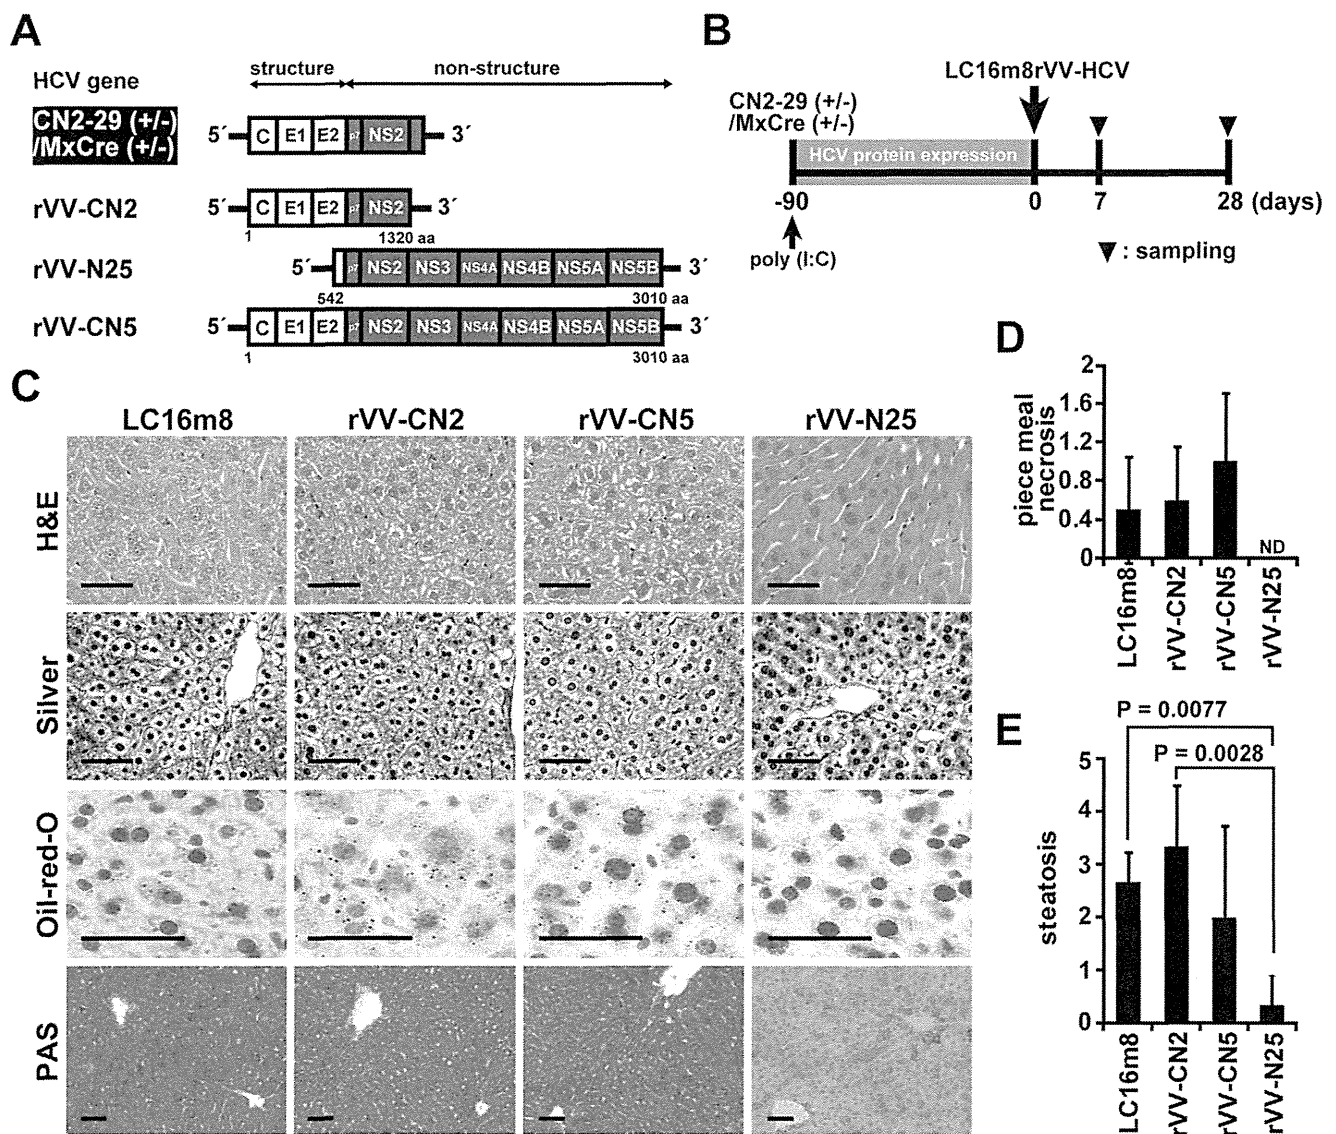 A
HCV gene
structure
non-structure
CN2-29 (+/-)
/MxCre (+/-)
5´ C E1 E2 p7 NS2 3´
rVV-CN2
5´ C E1 E2 p7 NS2 3´
1 1320 aa
rVV-N25
5´ p7 NS2 NS3 NS4A NS4B NS5A NS5B 3´
542 3010 aa
rVV-CN5
5´ C E1 E2 p7 NS2 NS3 NS4A NS4B NS5A NS5B 3´
1 3010 aa
B
LC16m8rVV-HCV
CN2-29 (+/-)
/MxCre (+/-)
HCV protein expression
-90 0 7 28 (days)
poly (I:C)
: sampling
C
LC16m8 rVV-CN2 rVV-CN5 rVV-N25
H&E
Silver
Oil-red-O
PAS
D
piece meal
necrosis
2
1.6
1.2
0.8
0.4
0
ND
LC16m8
rVV-CN2
rVV-CN5
rVV-N25
E
P = 0.0077
P = 0.0028
steatosis
5
4
3
2
1
0
LC16m8
rVV-CN2
rVV-CN5
rVV-N25